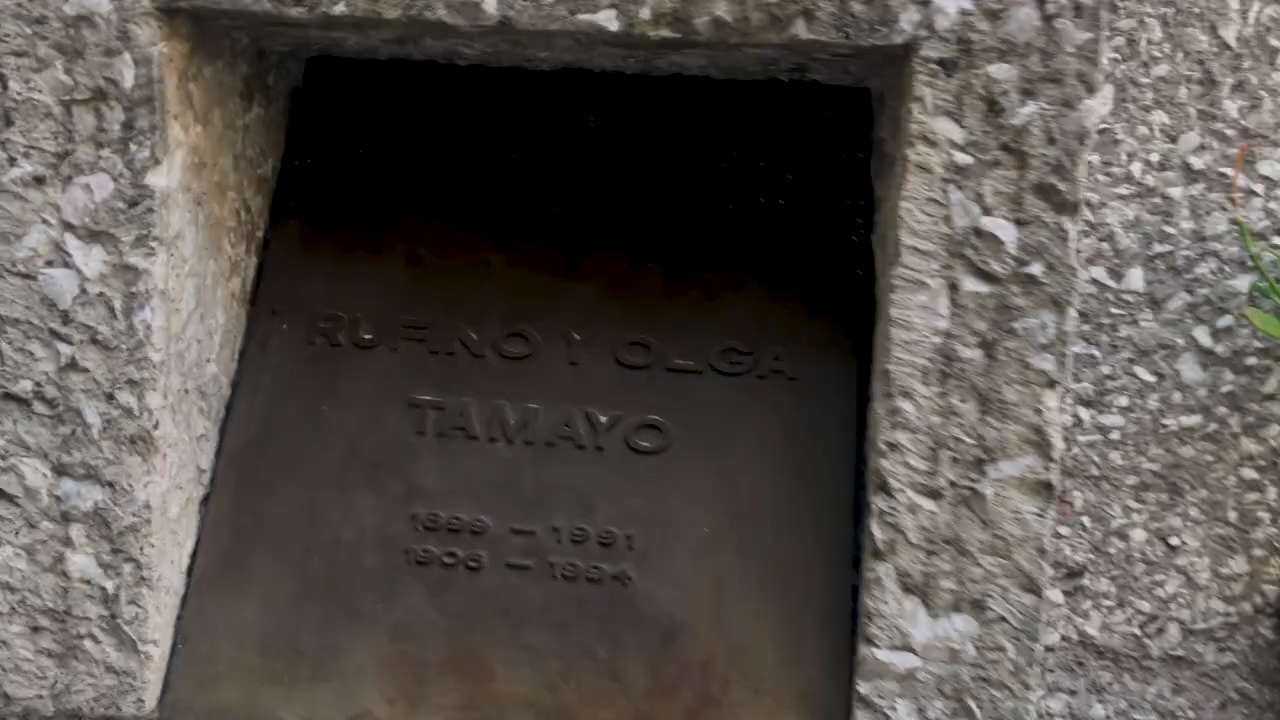 RUFINO Y OLGA
TAMAYO
1899 – 1991
1906 – 1994